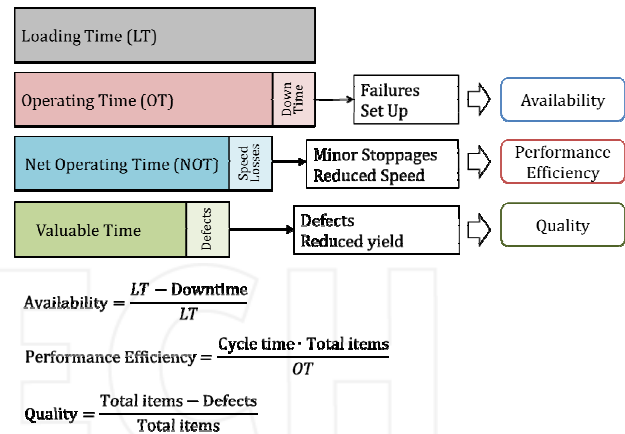 Loading Time (LT)
Operating Time (OT)
Down
Time
Failures
Set Up
Availability
Net Operating Time (NOT)
Speed
Losses
Minor Stoppages
Reduced Speed
Performance
Efficiency
Valuable Time
Defects
Defects
Reduced yield
Quality
Availability = (LT − Downtime) / LT
Performance Efficiency = (Cycle time · Total items) / OT
Quality = (Total items − Defects) / Total items
TECH